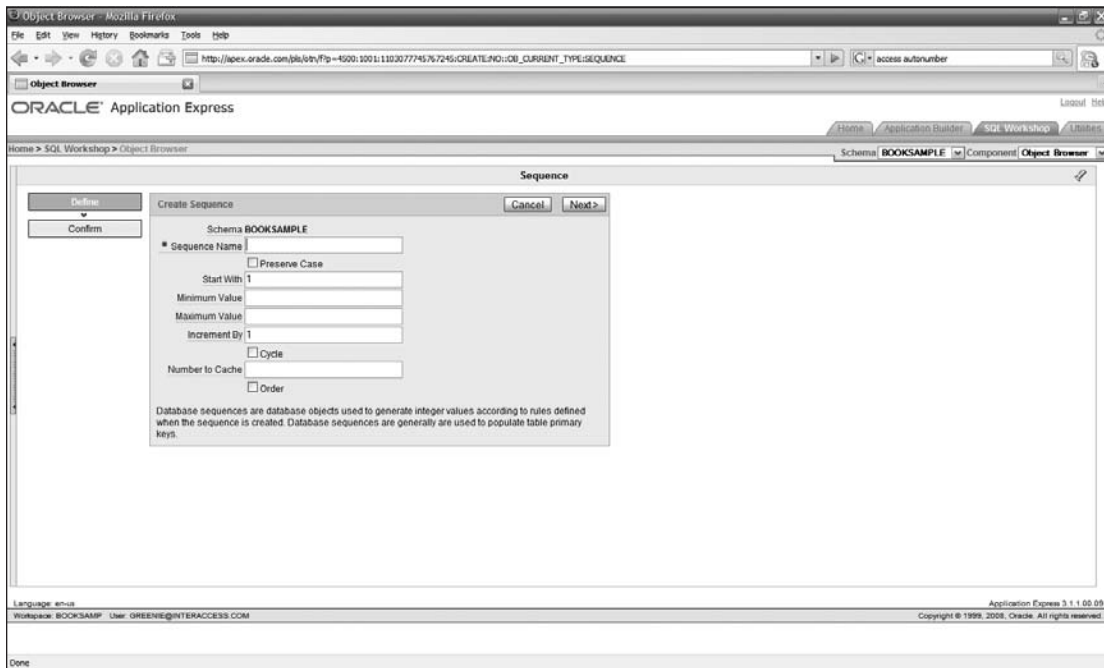 Object Browser - Mozilla Firefox
File Edit View History Bookmarks Tools Help
http://apex.oracle.com/pls/otn/f?p=4500:1001:1103077745767245:CREATE:NO::OB_CURRENT_TYPE:SEQUENCE
access autonumber
Object Browser
ORACLE Application Express
Logout Hel
Home Application Builder SQL Workshop Utilities
Home > SQL Workshop > Object Browser
Schema BOOKSAMPLE Component Object Browser
Sequence
Define
Confirm
Create Sequence
Cancel Next>
Schema BOOKSAMPLE
* Sequence Name
Preserve Case
Start With 1
Minimum Value
Maximum Value
Increment By 1
Cycle
Number to Cache
Order
Database sequences are database objects used to generate integer values according to rules defined
when the sequence is created. Database sequences are generally are used to populate table primary
keys.
Language: en-us
Application Express 3.1.1.00.09
Workspace: BOOKSAMP User: GREENIE@INTERACCESS.COM
Copyright © 1999, 2008, Oracle. All rights reserved.
Done